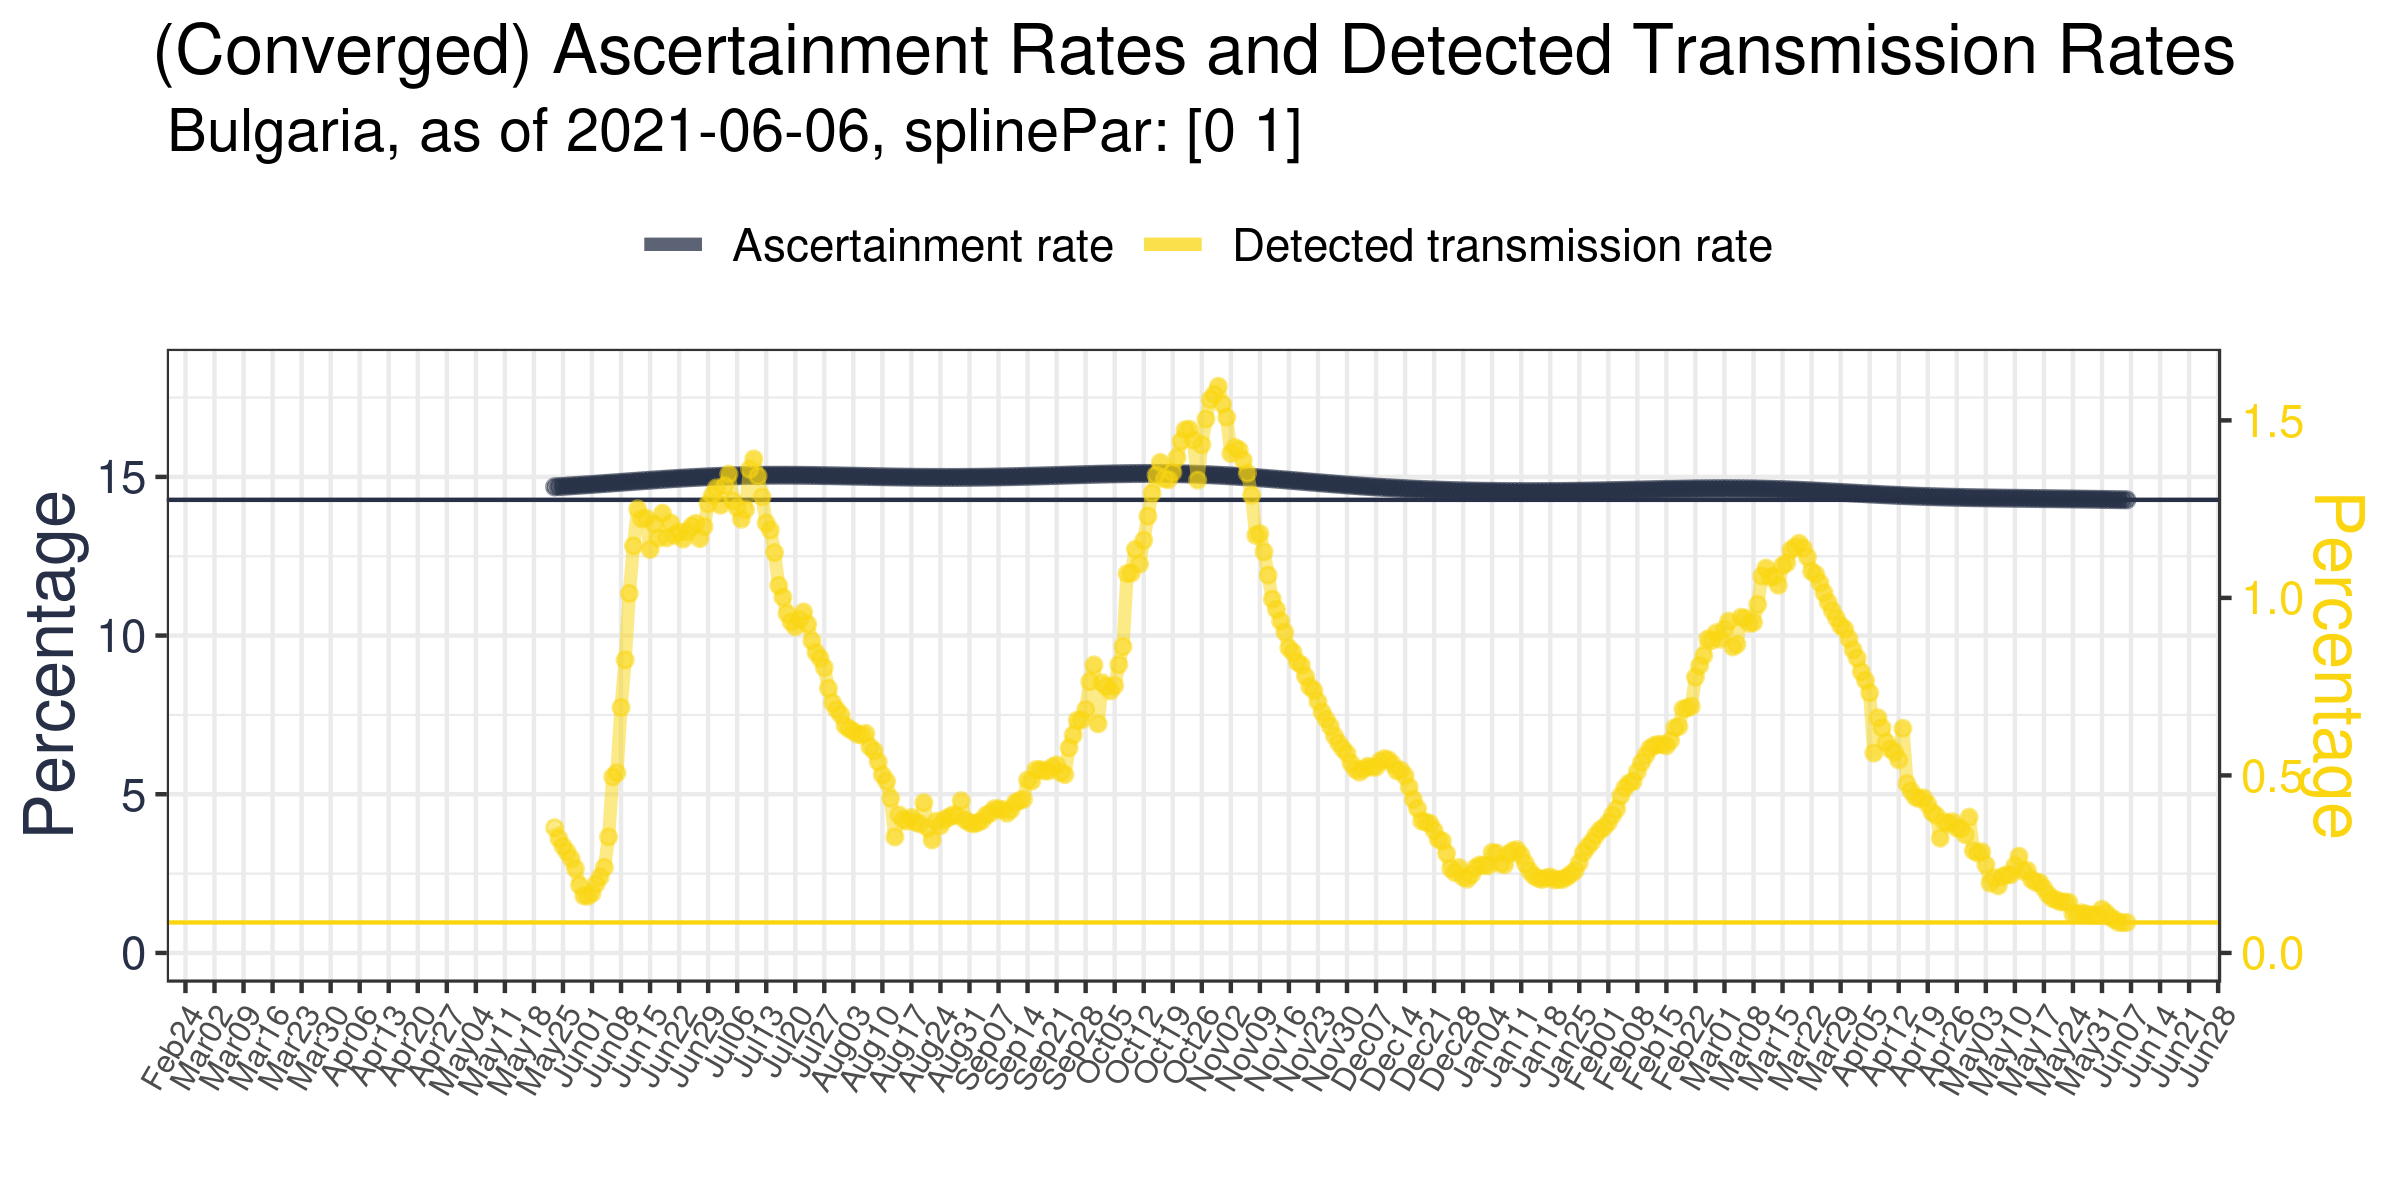 (Converged) Ascertainment Rates and Detected Transmission Rates
Bulgaria, as of 2021-06-06, splinePar: [0 1]
Ascertainment rate
Detected transmission rate
Percentage
15
10
5
0
1.5
1.0
0.5
0.0
Percentage
Feb24
Mar02
Mar09
Mar16
Mar23
Mar30
Apr06
Apr13
Apr20
Apr27
May04
May11
May18
May25
Jun01
Jun08
Jun15
Jun22
Jun29
Jul06
Jul13
Jul20
Jul27
Aug03
Aug10
Aug17
Aug24
Aug31
Sep07
Sep14
Sep21
Sep28
Oct05
Oct12
Oct19
Oct26
Nov02
Nov09
Nov16
Nov23
Nov30
Dec07
Dec14
Dec21
Dec28
Jan04
Jan11
Jan18
Jan25
Feb01
Feb08
Feb15
Feb22
Mar01
Mar08
Mar15
Mar22
Mar29
Apr05
Apr12
Apr19
Apr26
May03
May10
May17
May24
May31
Jun07
Jun14
Jun21
Jun28